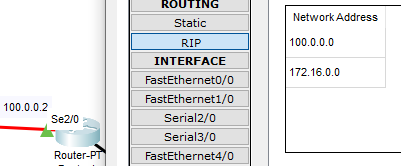 ROUTING
Static
RIP
INTERFACE
FastEthernet0/0
FastEthernet1/0
Serial2/0
Serial3/0
FastEthernet4/0
Network Address
100.0.0.0
172.16.0.0
100.0.0.2
Se2/0
Router-PT